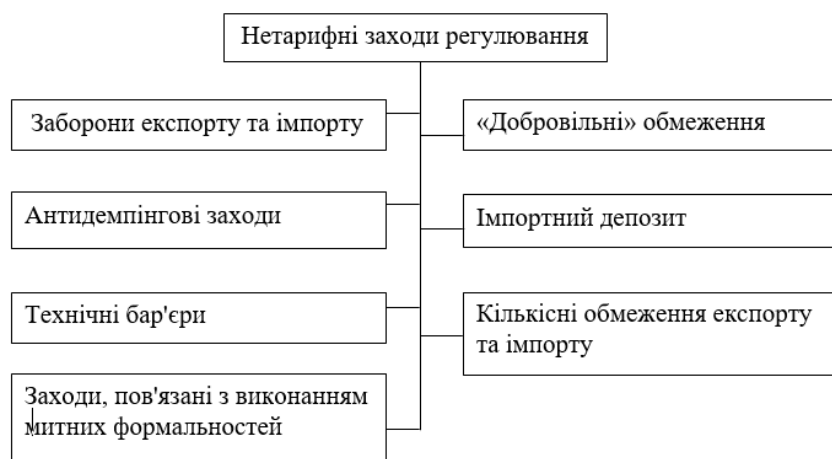 Нетарифні заходи регулювання
Заборони експорту та імпорту
«Добровільні» обмеження
Антидемпінгові заходи
Імпортний депозит
Технічні бар'єри
Кількісні обмеження експорту
та імпорту
Заходи, пов'язані з виконанням
митних формальностей